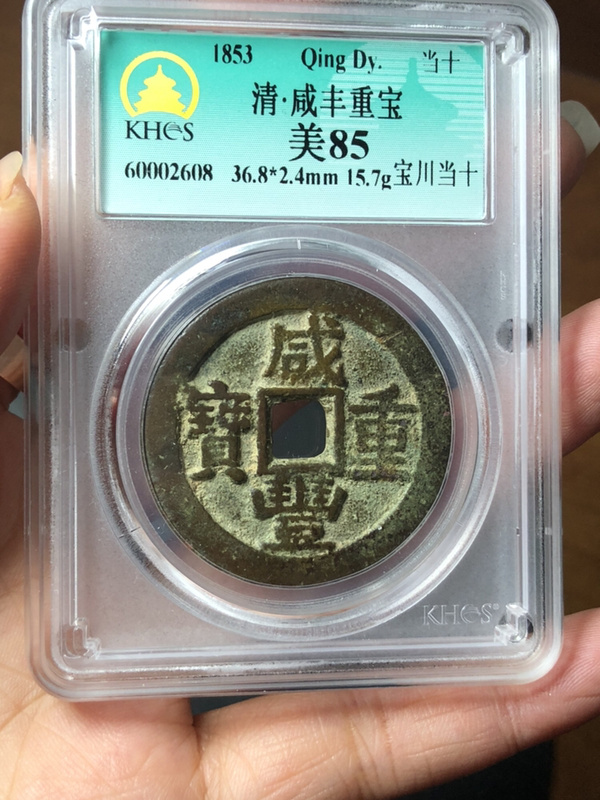 1853 Qing Dy. 当十
清·咸丰重宝
KHCS 美85
60002608 36.8*2.4mm 15.7g 宝川当十
咸
寶 重
豐
KHCS